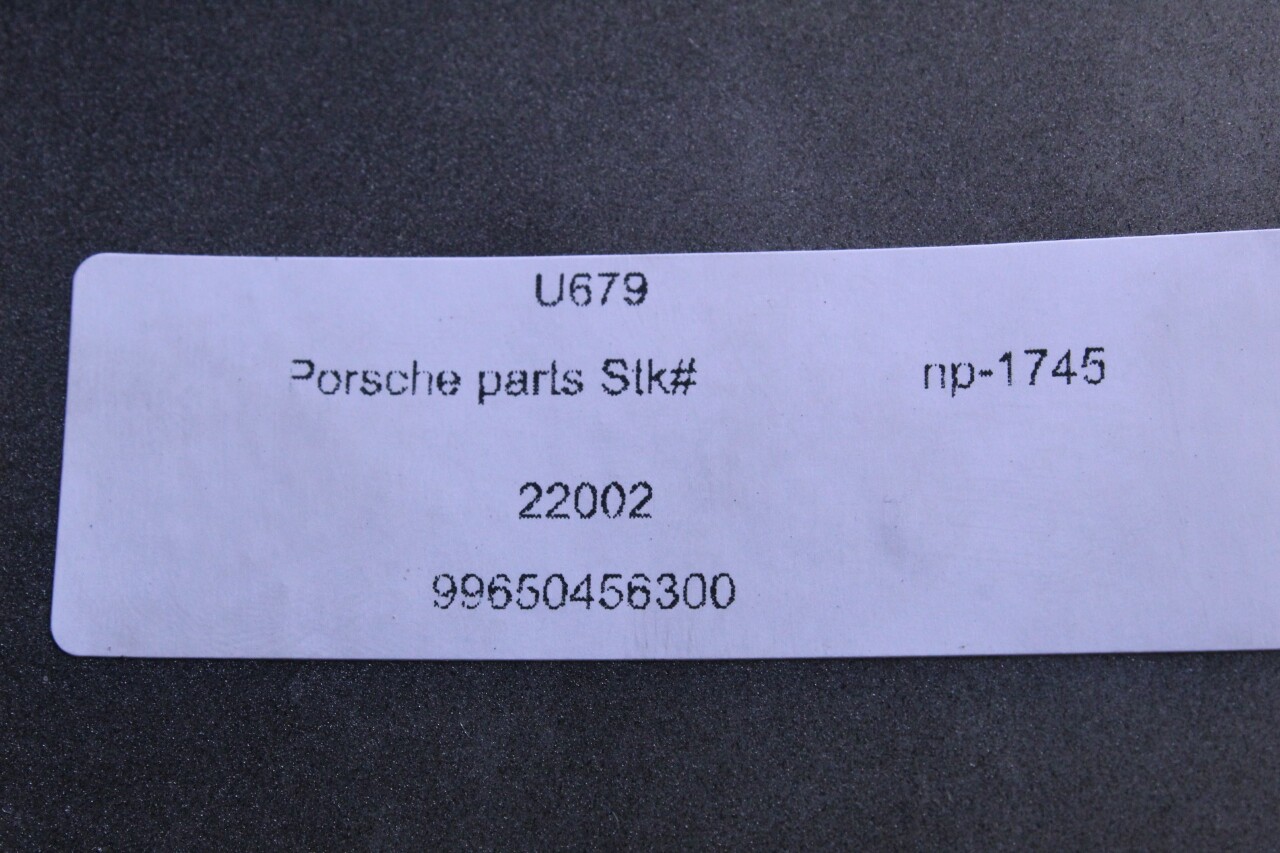 U679
Porsche parts Stk# np-1745
22002
99650456300